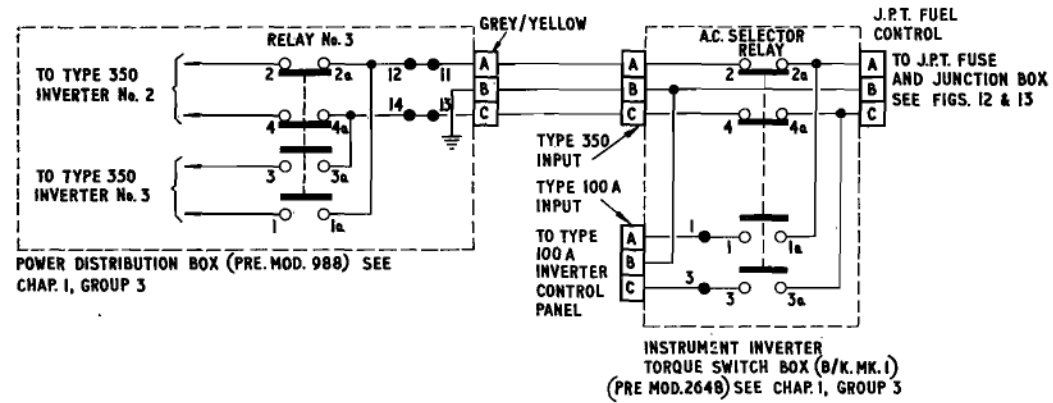 GREY/YELLOW
J.P.T. FUEL
CONTROL
RELAY No. 3
A.C. SELECTOR
RELAY
TO TYPE 350
INVERTER No. 2
2 2a 12 11
A
B
C
4 4a 14 13
A
B
C
2 2a
4 4a
A
B
C
TO J.P.T. FUSE
AND JUNCTION BOX
SEE FIGS. 12 & 13
TO TYPE 350
INVERTER No. 3
3 3a
1 1a
TYPE 350
INPUT
TYPE 100A
INPUT
TO TYPE
100A
INVERTER
CONTROL
PANEL
A
B
C
1 1 1a
3 3 3a
POWER DISTRIBUTION BOX (PRE. MOD. 988) SEE
CHAP. 1, GROUP 3
INSTRUMENT INVERTER
TORQUE SWITCH BOX (B/K. MK. 1)
(PRE MOD. 2648) SEE CHAP. 1, GROUP 3